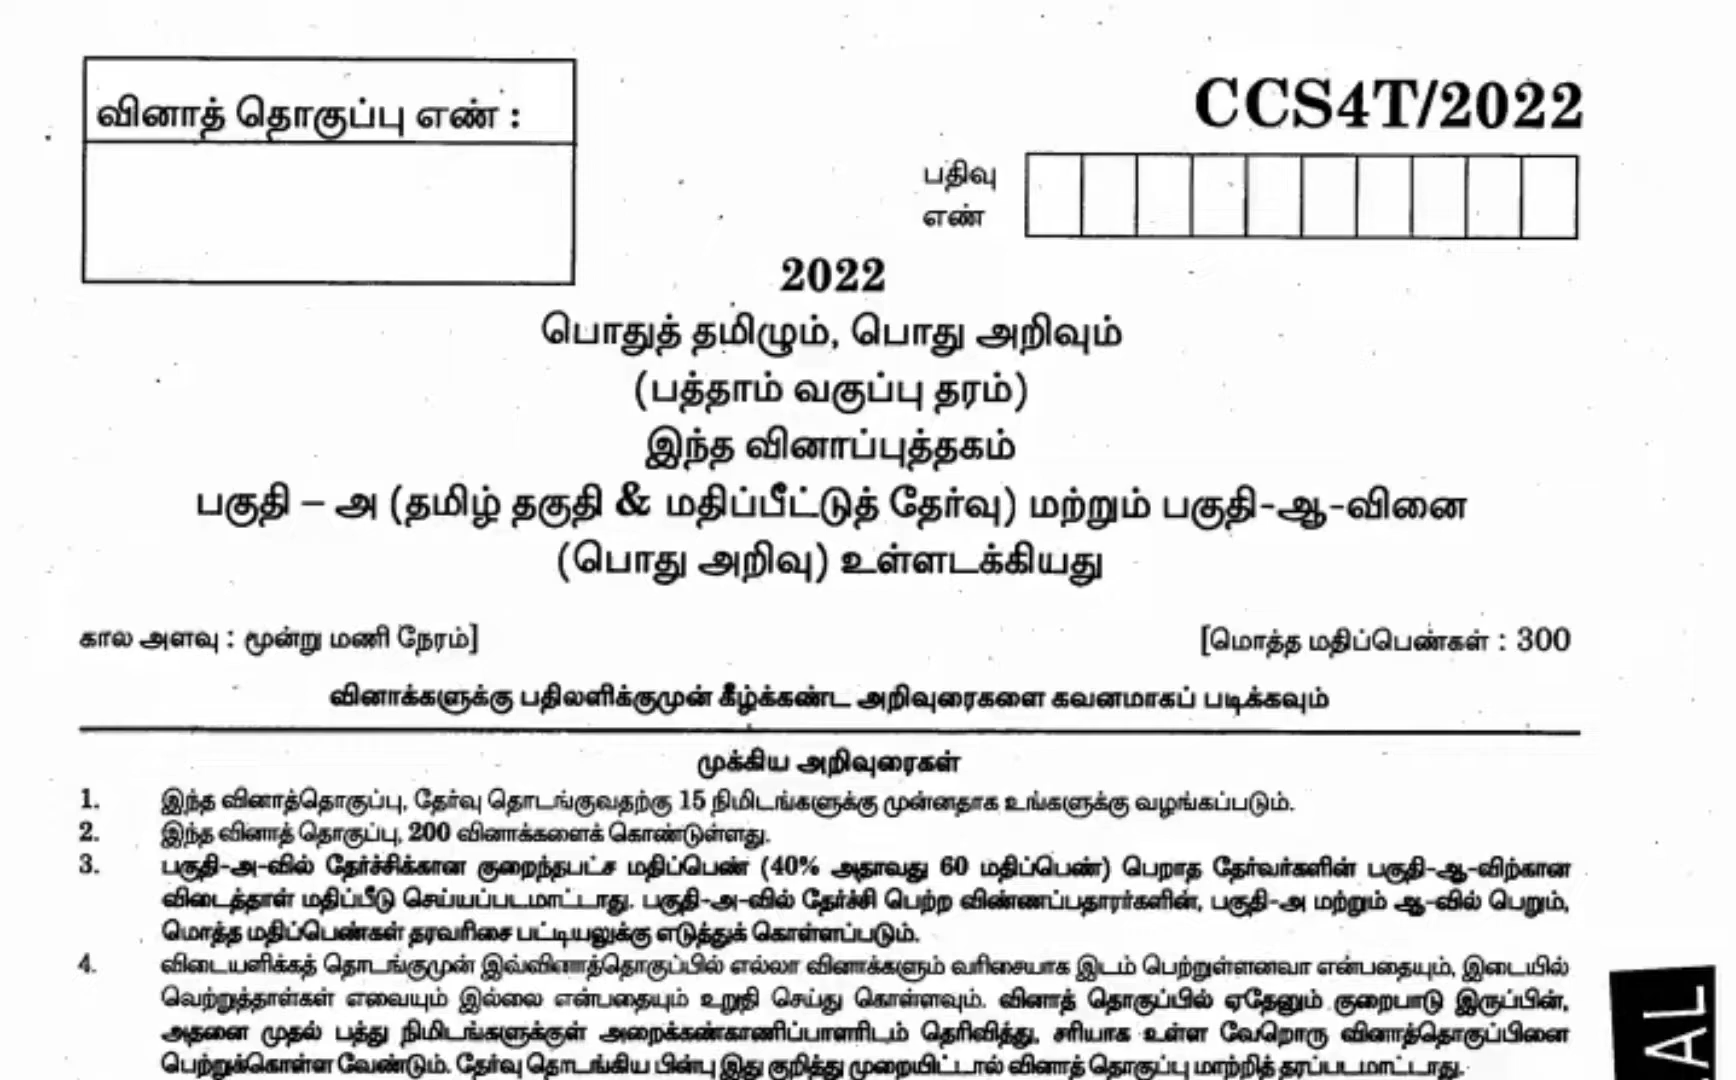 வினாத் தொகுப்பு எண் :
CCS4T/2022
பதிவு
எண்
2022
பொதுத் தமிழும், பொது அறிவும்
(பத்தாம் வகுப்பு தரம்)
இந்த வினாப்புத்தகம்
பகுதி – அ (தமிழ் தகுதி & மதிப்பீட்டுத் தேர்வு) மற்றும் பகுதி-ஆ-வினை
(பொது அறிவு) உள்ளடக்கியது
கால அளவு : மூன்று மணி நேரம்]
[மொத்த மதிப்பெண்கள் : 300
வினாக்களுக்கு பதிலளிக்குமுன் கீழ்க்கண்ட அறிவுரைகளை கவனமாகப் படிக்கவும்
முக்கிய அறிவுரைகள்
1. இந்த வினாத்தொகுப்பு, தேர்வு தொடங்குவதற்கு 15 நிமிடங்களுக்கு முன்னதாக உங்களுக்கு வழங்கப்படும்.
2. இந்த வினாத் தொகுப்பு, 200 வினாக்களைக் கொண்டுள்ளது.
3. பகுதி-அ-வில் தேர்ச்சிக்கான குறைந்தபட்ச மதிப்பெண் (40% அதாவது 60 மதிப்பெண்) பெறாத தேர்வர்களின் பகுதி-ஆ-விற்கான
விடைத்தாள் மதிப்பீடு செய்யப்படமாட்டாது. பகுதி-அ-வில் தேர்ச்சி பெற்ற விண்ணப்பதாரர்களின், பகுதி-அ மற்றும் ஆ-வில் பெறும்,
மொத்த மதிப்பெண்கள் தரவரிசை பட்டியலுக்கு எடுத்துக் கொள்ளப்படும்.
4. விடையளிக்கத் தொடங்குமுன் இவ்வினாத்தொகுப்பில் எல்லா வினாக்களும் வரிசையாக இடம் பெற்றுள்ளனவா என்பதையும், இடையில்
வெற்றுத்தாள்கள் எவையும் இல்லை என்பதையும் உறுதி செய்து கொள்ளவும். வினாத் தொகுப்பில் ஏதேனும் குறைபாடு இருப்பின்,
அதனை முதல் பத்து நிமிடங்களுக்குள் அறைக்கண்காணிப்பாளரிடம் தெரிவித்து, சரியாக உள்ள வேறொரு வினாத்தொகுப்பினை
பெற்றுக்கொள்ள வேண்டும். தேர்வு தொடங்கிய பின்பு இது குறித்து முறையிட்டால் வினாத் தொகுப்பு மாற்றித் தரப்படமாட்டாது.
AL